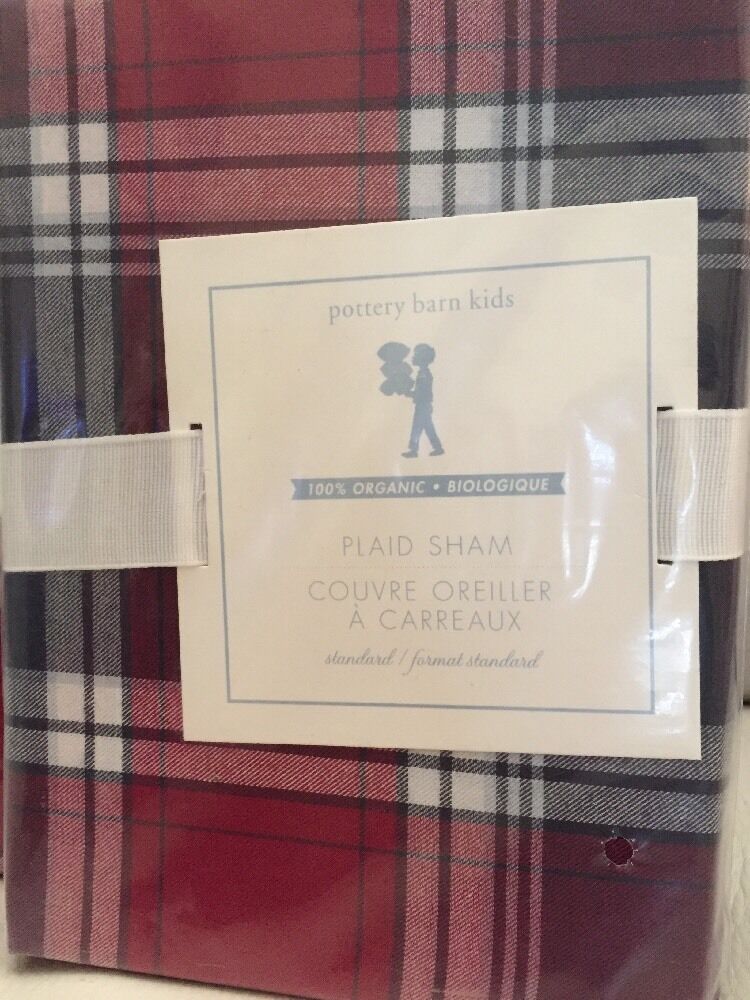 pottery barn kids
100% ORGANIC • BIOLOGIQUE
PLAID SHAM
COUVRE OREILLER
À CARREAUX
standard / format standard